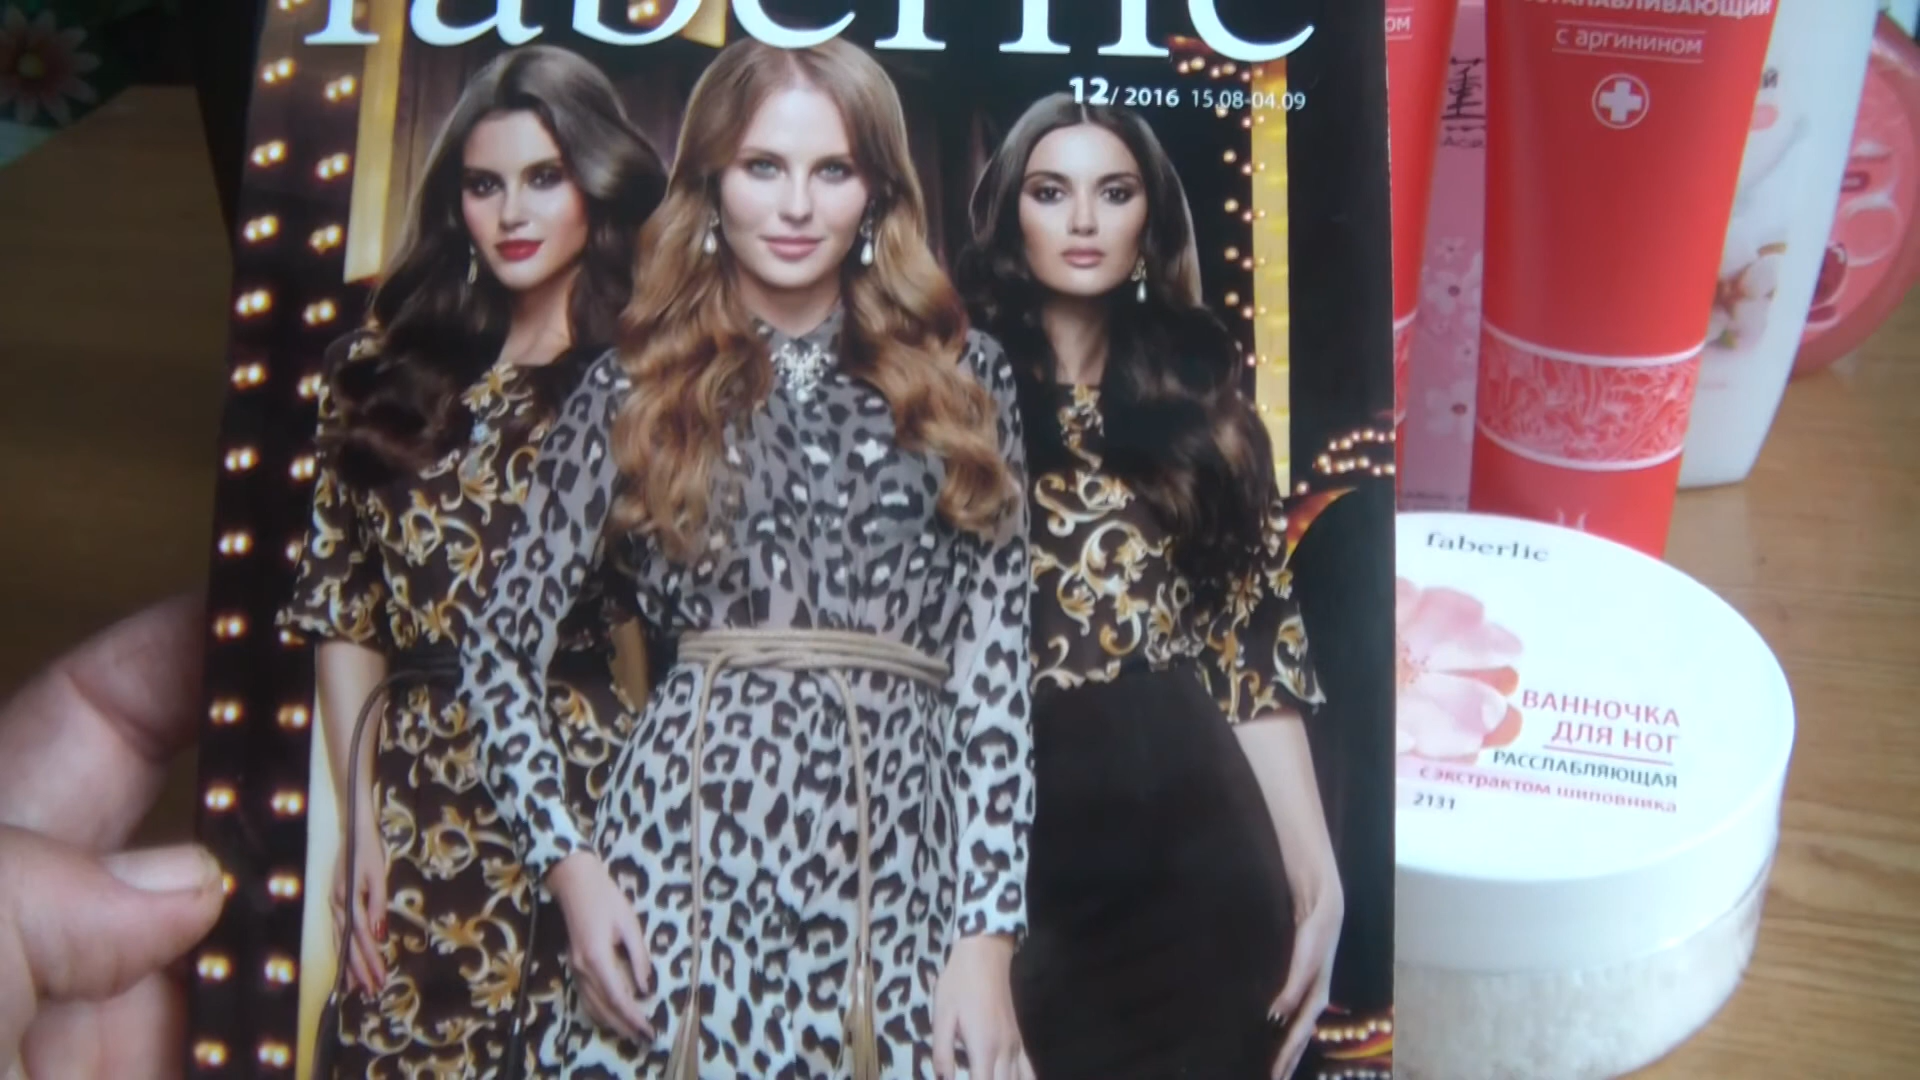 faberlic
12/ 2016 15.08-04.09
с аргинином
faberlic
ВАННОЧКА
ДЛЯ НОГ
РАССЛАБЛЯЮЩАЯ
с экстрактом шиповника
2131